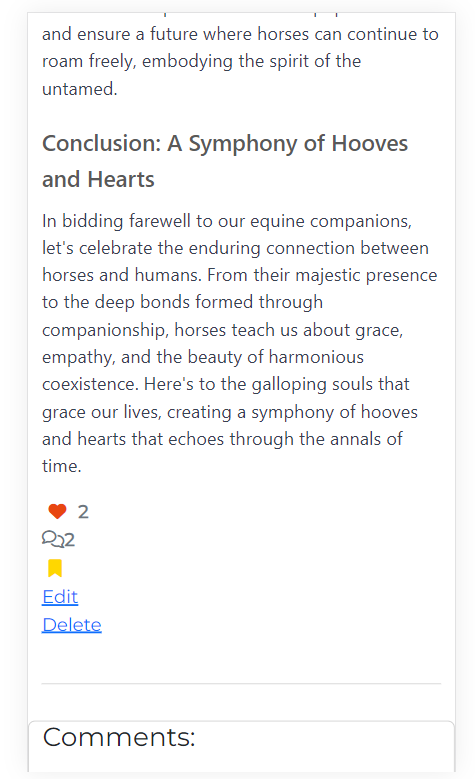 and ensure a future where horses can continue to
roam freely, embodying the spirit of the
untamed.
Conclusion: A Symphony of Hooves
and Hearts
In bidding farewell to our equine companions,
let's celebrate the enduring connection between
horses and humans. From their majestic presence
to the deep bonds formed through
companionship, horses teach us about grace,
empathy, and the beauty of harmonious
coexistence. Here's to the galloping souls that
grace our lives, creating a symphony of hooves
and hearts that echoes through the annals of
time.
2
2
Edit
Delete
Comments: